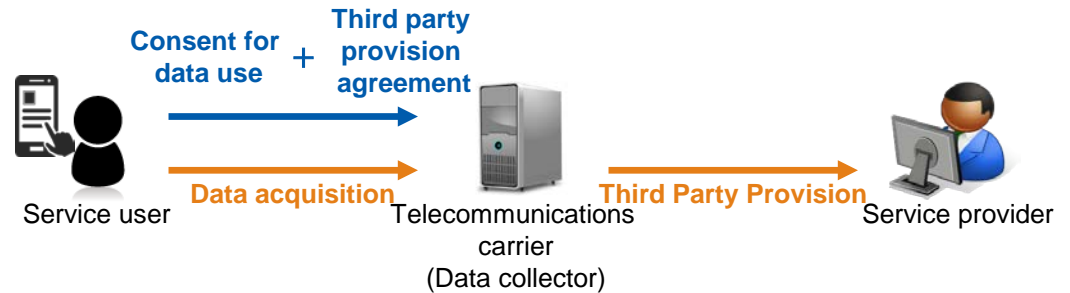 Consent for
data use
+
Third party
provision
agreement
Data acquisition
Third Party Provision
Service user
Telecommunications
carrier
(Data collector)
Service provider